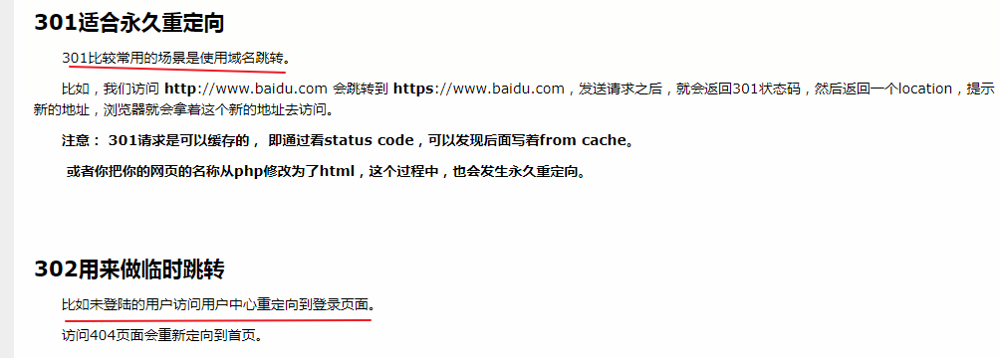 301适合永久重定向
301比较常用的场景是使用域名跳转。
比如，我们访问 http://www.baidu.com 会跳转到 https://www.baidu.com，发送请求之后，就会返回301状态码，然后返回一个location，提示
新的地址，浏览器就会拿着这个新的地址去访问。
注意： 301请求是可以缓存的， 即通过看status code，可以发现后面写着from cache。
或者你把你的网页的名称从php修改为了html，这个过程中，也会发生永久重定向。
302用来做临时跳转
比如未登陆的用户访问用户中心重定向到登录页面。
访问404页面会重新定向到首页。